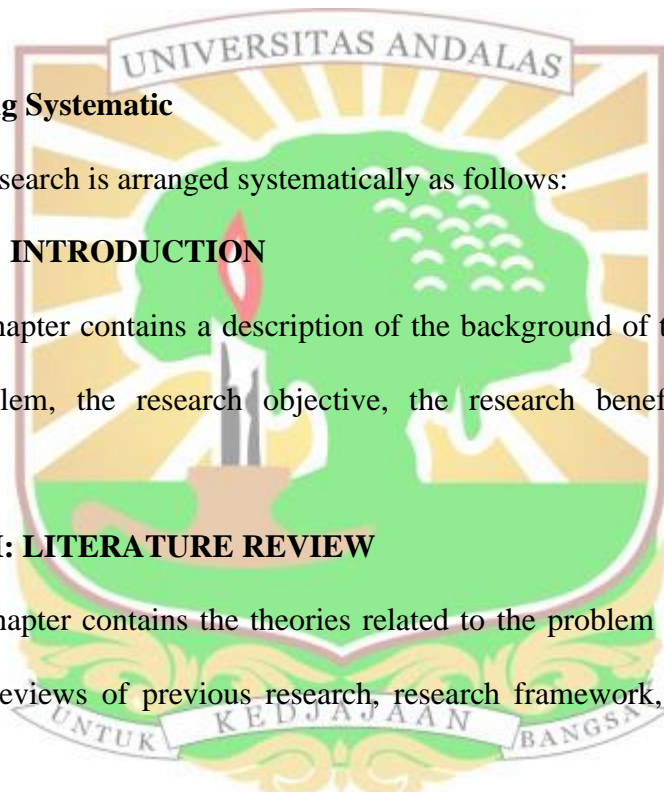 UNIVERSITAS ANDALAS
ng Systematic
search is arranged systematically as follows:
INTRODUCTION
hapter contains a description of the background of t
lem, the research objective, the research benef
I: LITERATURE REVIEW
hapter contains the theories related to the problem
eviews of previous research, research framework,
UNTUK KEDJAJAAN BANGSA